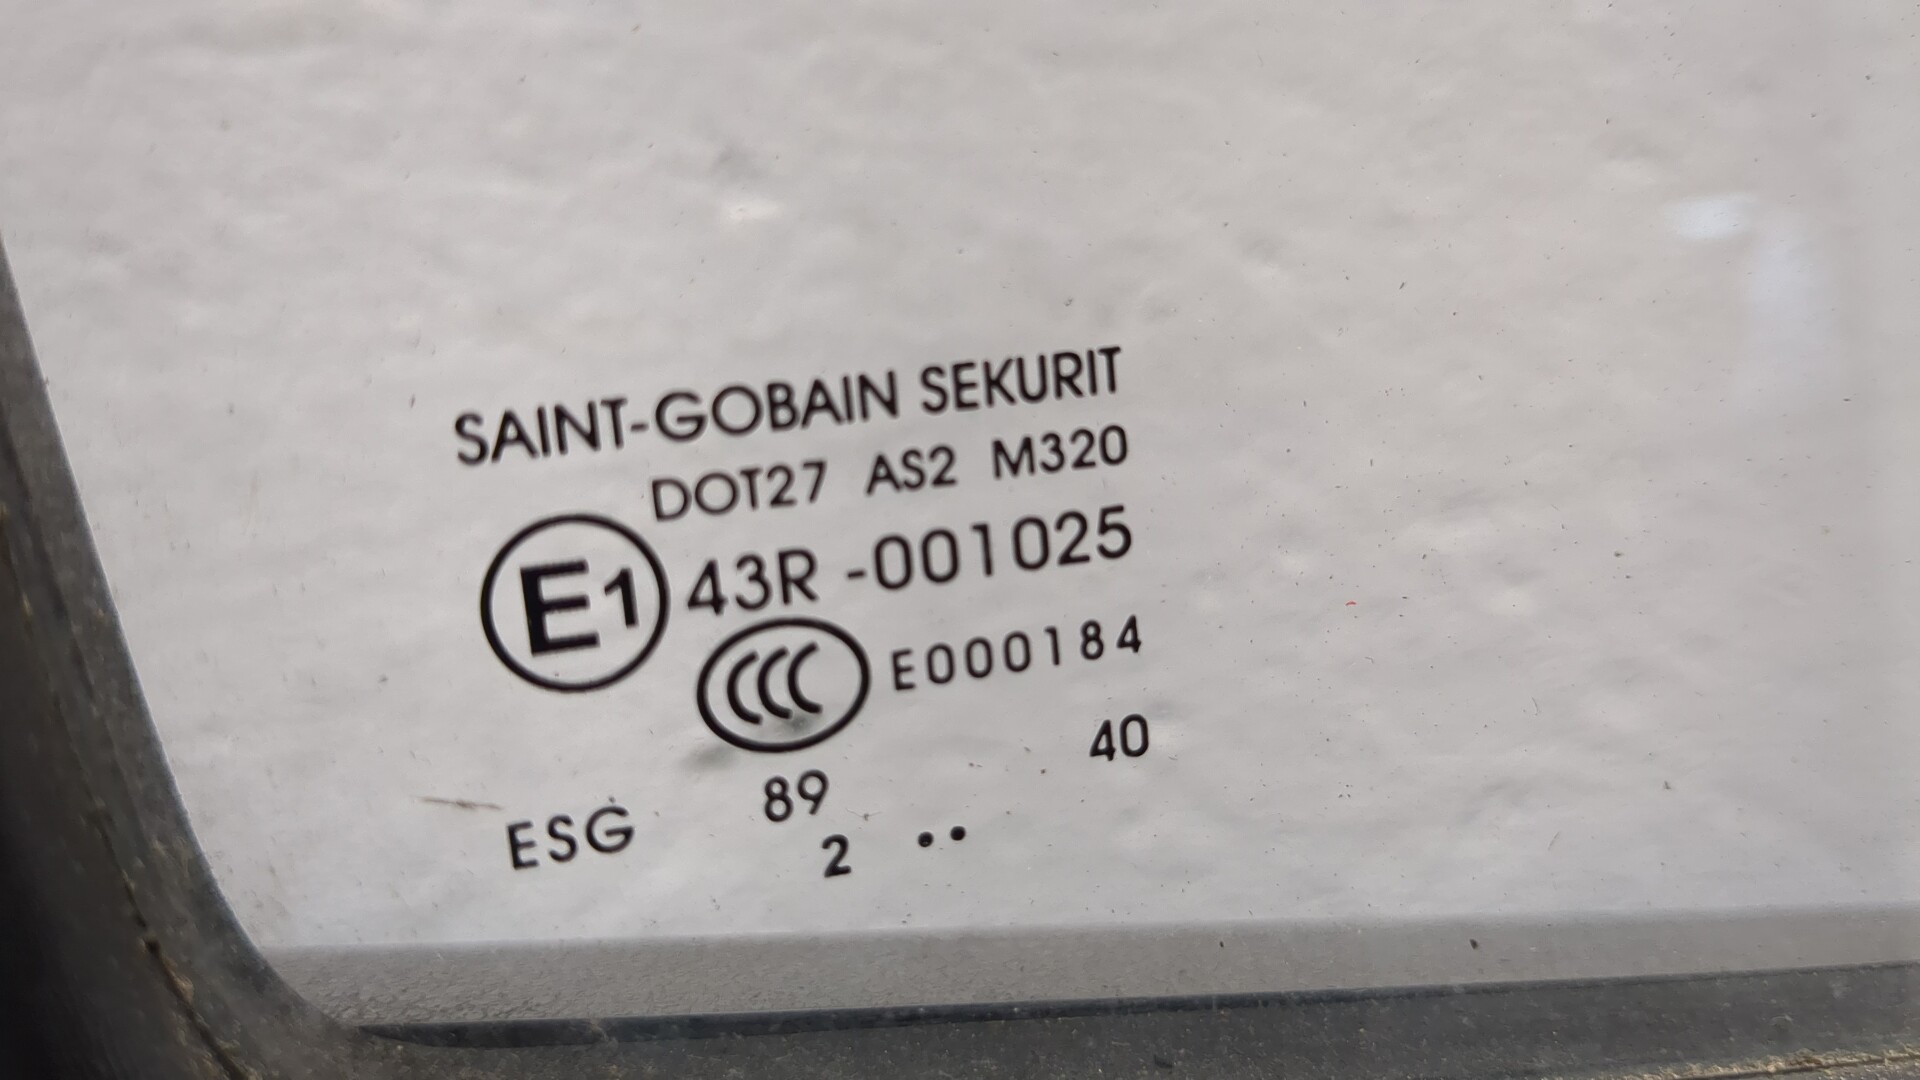 SAINT-GOBAIN SEKURIT
DOT27 AS2 M320
E1 43R -001025
CCC E000184
40
89
ESG
2 ..